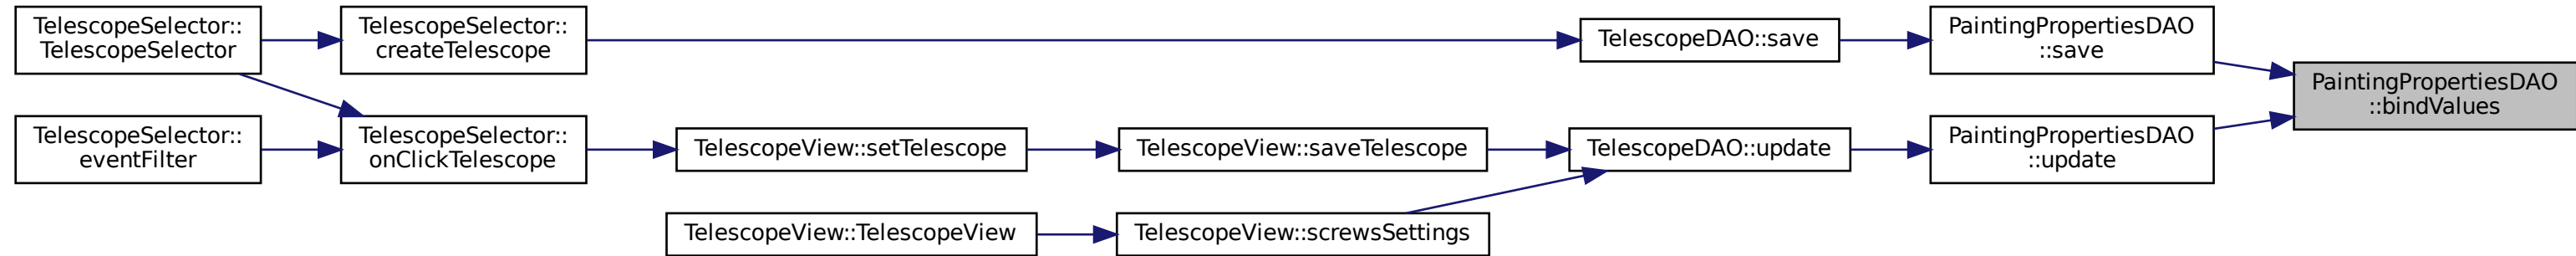 TelescopeSelector::
TelescopeSelector
TelescopeSelector::
createTelescope
TelescopeDAO::save
PaintingPropertiesDAO
::save
PaintingPropertiesDAO
::bindValues
TelescopeSelector::
eventFilter
TelescopeSelector::
onClickTelescope
TelescopeView::setTelescope
TelescopeView::saveTelescope
TelescopeDAO::update
PaintingPropertiesDAO
::update
TelescopeView::TelescopeView
TelescopeView::screwsSettings